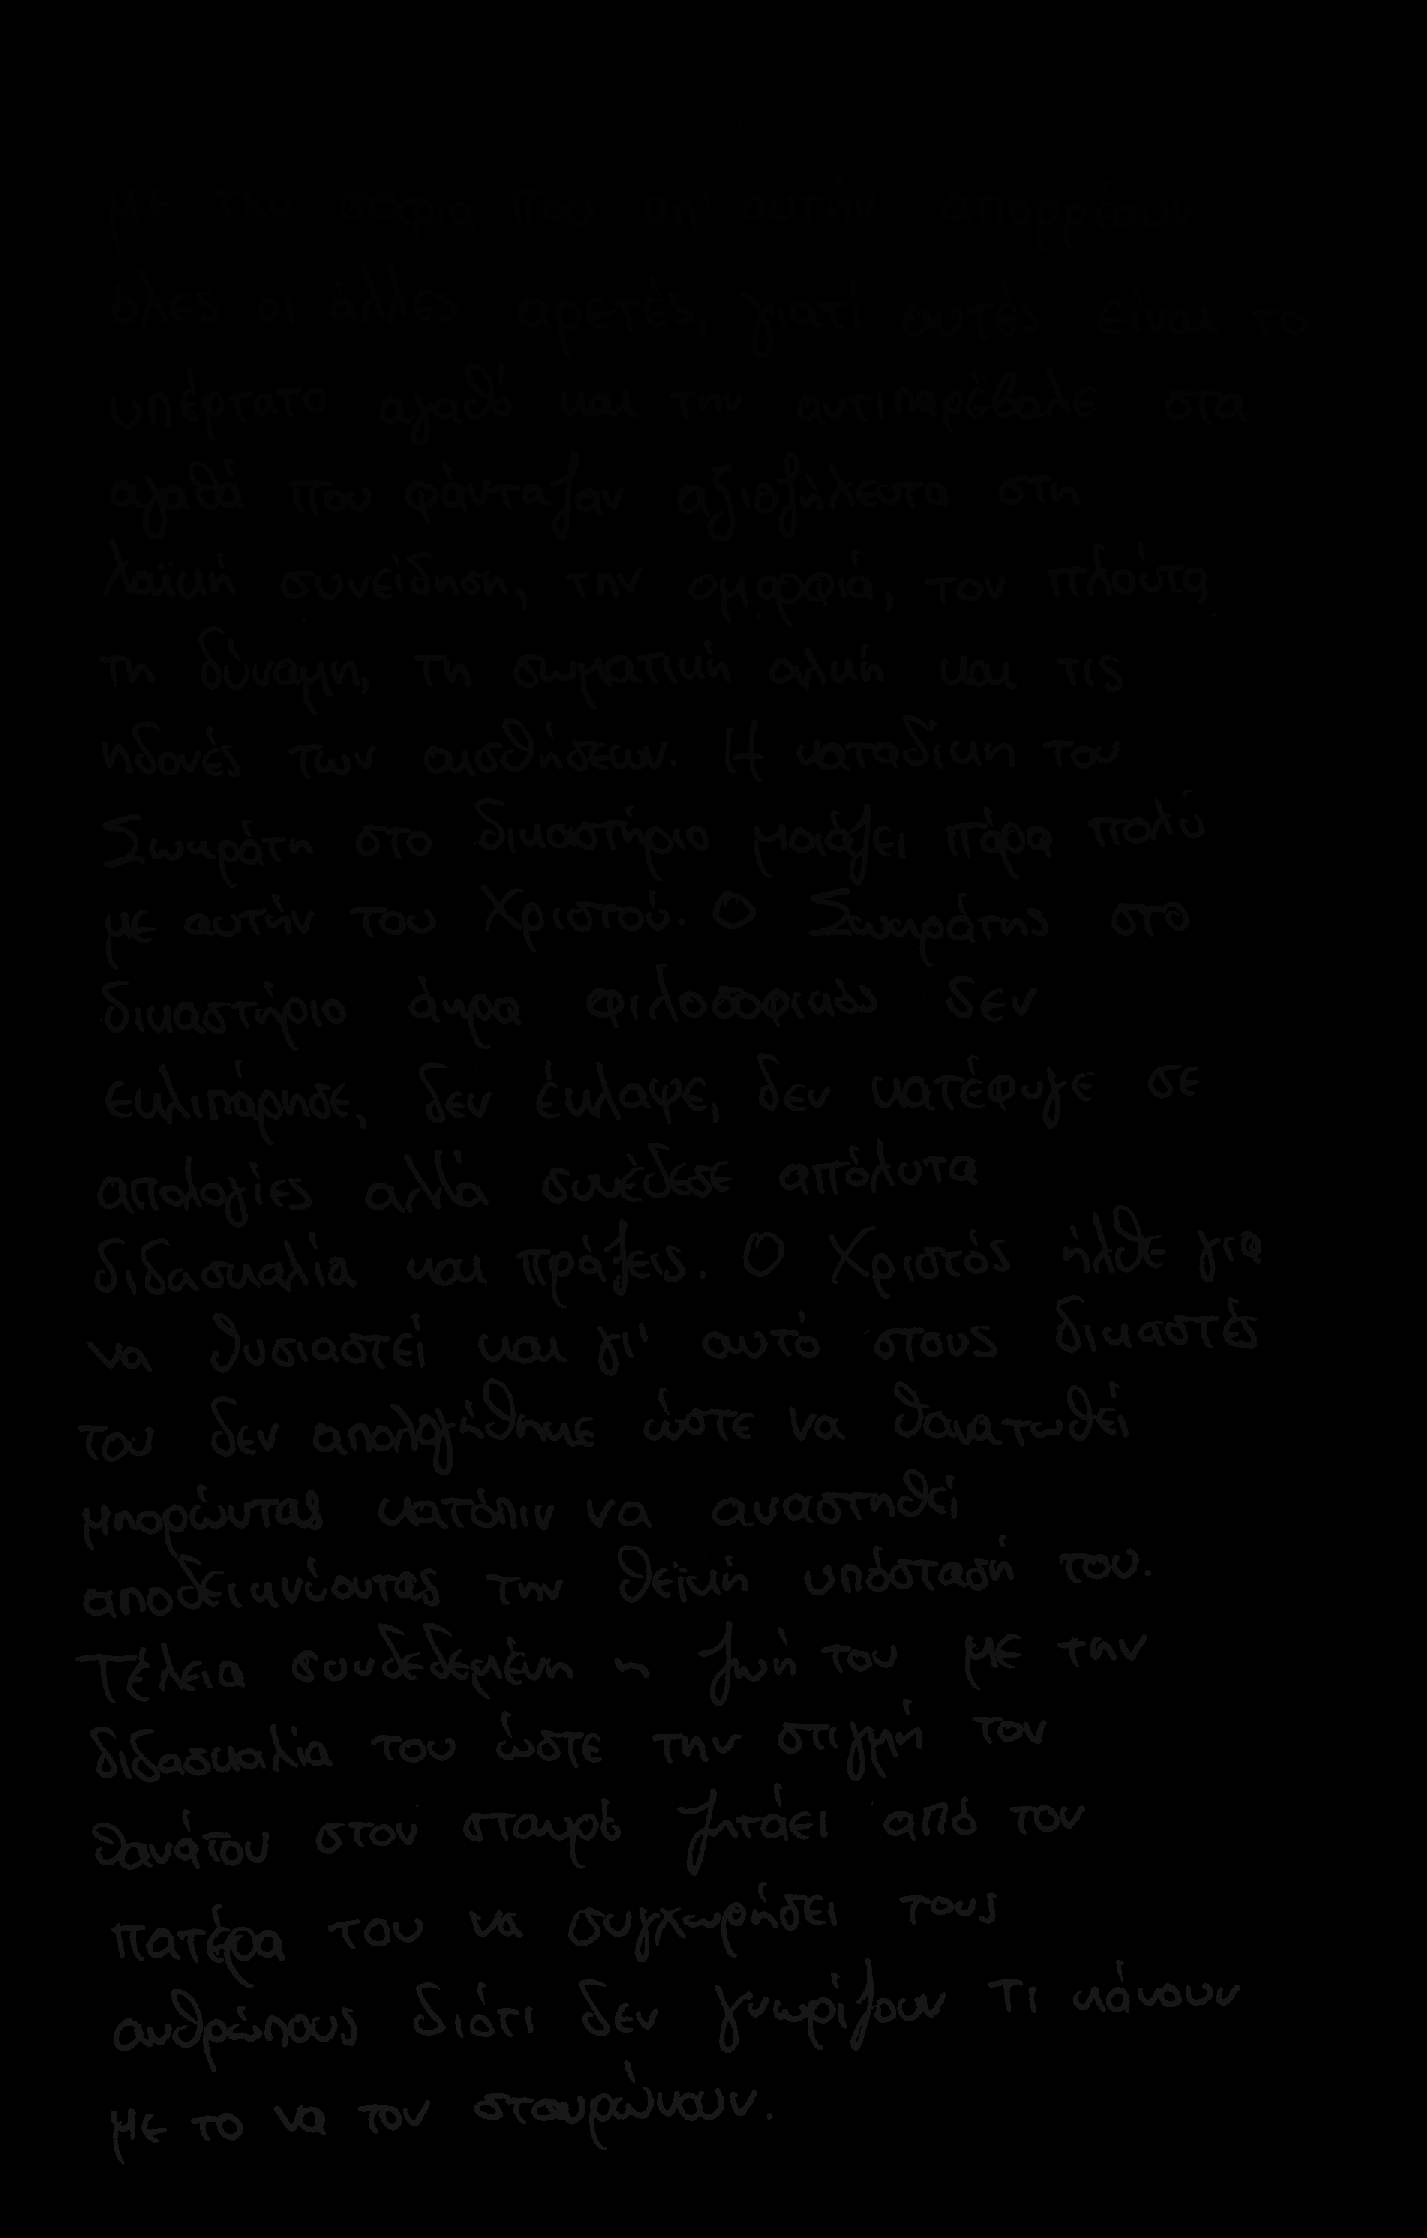 Ο Σωκράτης δίδαξε ότι η αρετή ταυτίζεται
με την σοφία που απ' αυτήν απορρέουν
όλες οι άλλες αρετές, γιατί αυτές είναι το
υπέρτατο αγαθό και την αντιπαρέβαλε στα
αγαθά που φάνταζαν αξιοζήλευτα στη
λαϊκή συνείδηση, την ομορφιά, τον πλούτο,
τη δύναμη, τη σωματική αλκή και τις
ηδονές των αισθήσεων. Η καταδίκη του
Σωκράτη στο δικαστήριο μοιάζει πάρα πολύ
με αυτήν του Χριστού. Ο Σωκράτης στο
δικαστήριο άκρα φιλοσοφικός δεν
εκλιπάρησε, δεν έκλαψε, δεν κατέφυγε σε
απολογίες αλλά συνέδεσε απόλυτα
διδασκαλία και πράξεις. Ο Χριστός ήλθε για
να θυσιαστεί και γι' αυτό στους δικαστές
του δεν απολογήθηκε ώστε να θανατωθεί
μπορώντας κατόπιν να αναστηθεί
αποδεικνύοντας την θεϊκή υπόστασή του.
Τέλεια συνδεδεμένη η ζωή του με την
διδασκαλία του ώστε την στιγμή του
θανάτου στον σταυρό ζητάει από τον
πατέρα του να συγχωρήσει τους
ανθρώπους διότι δεν γνωρίζουν τι κάνουν
με το να τον σταυρώνουν.